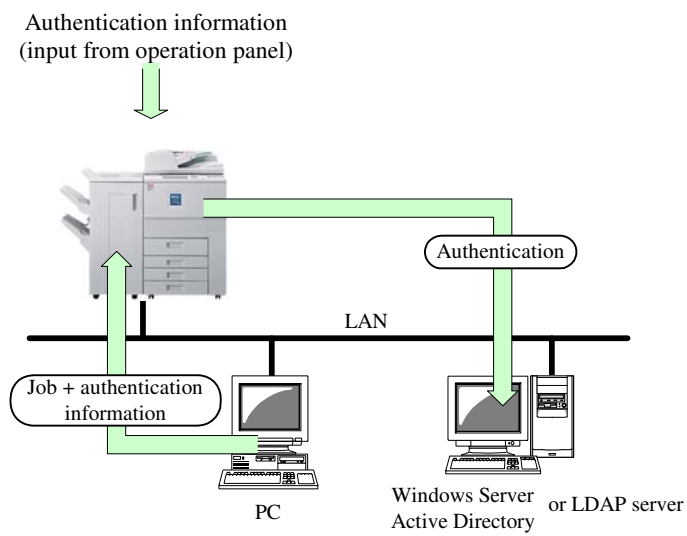 Authentication information
(input from operation panel)
Authentication
LAN
Job + authentication
information
PC
Windows Server
Active Directory
or LDAP server